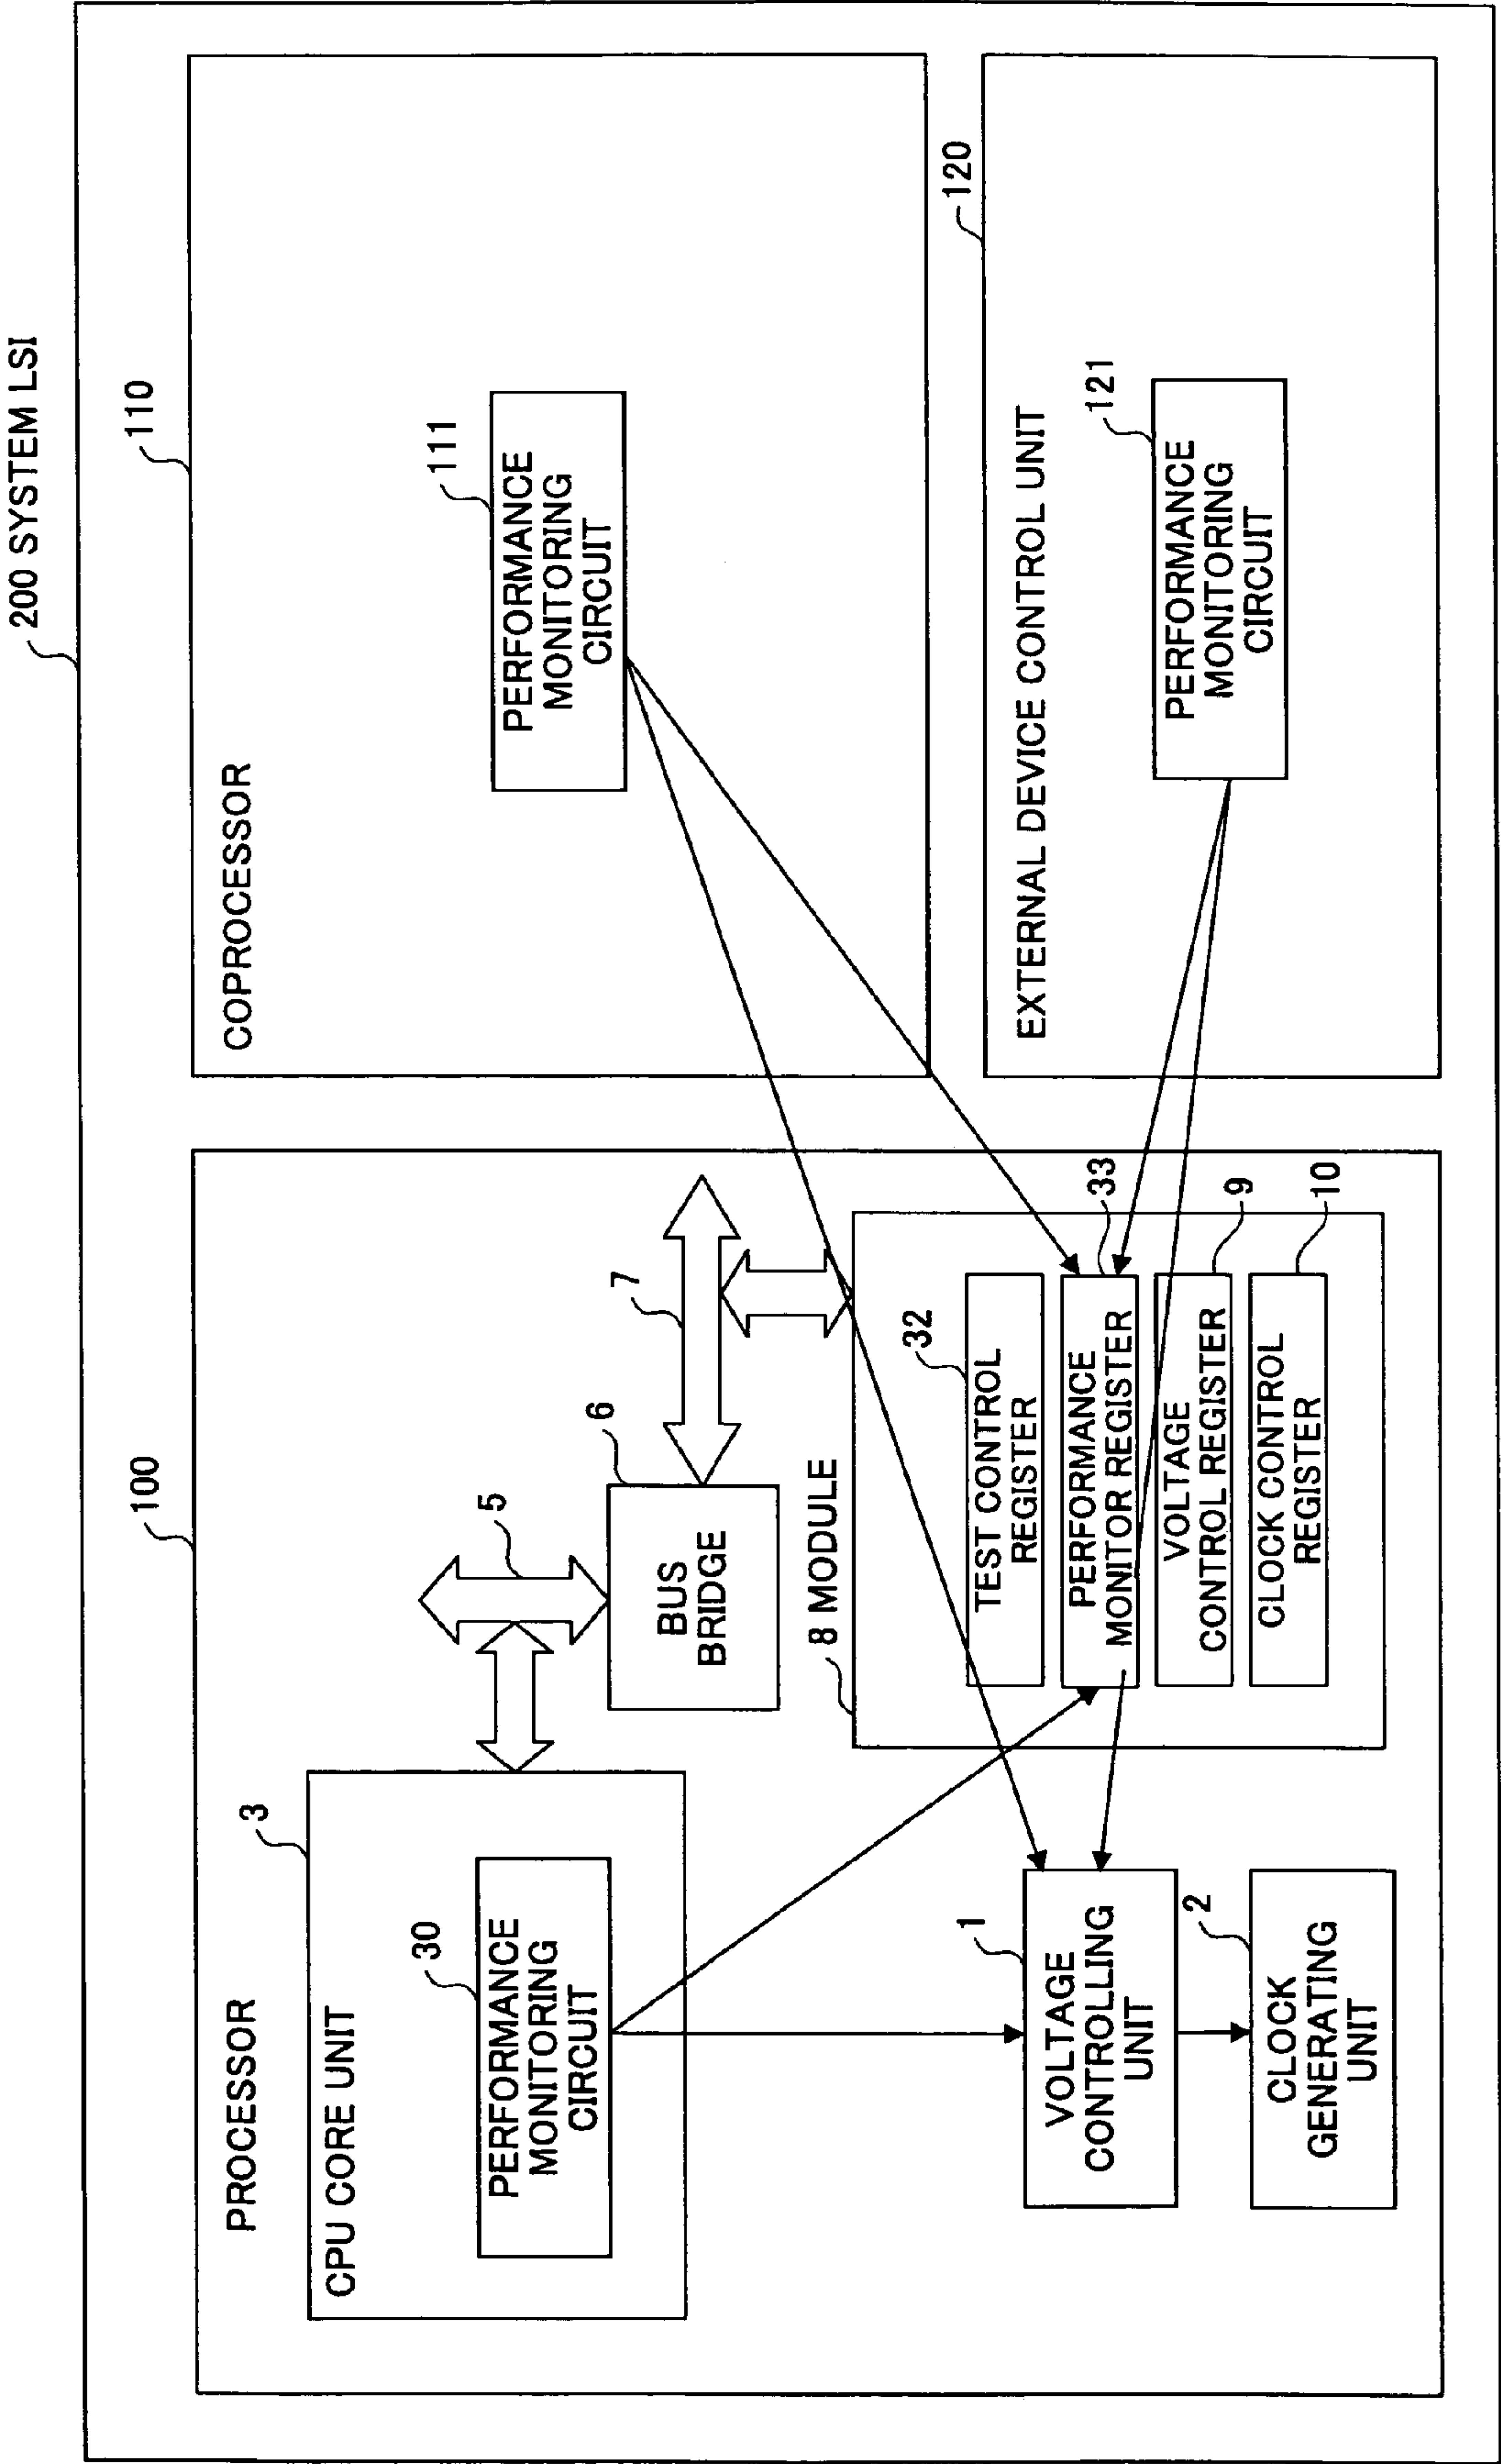 200 SYSTEM LSI
100
PROCESSOR
3
CPU CORE UNIT
30
PERFORMANCE
MONITORING
CIRCUIT
5
6
BUS
BRIDGE
7
8 MODULE
32
TEST CONTROL
REGISTER
33
PERFORMANCE
MONITOR REGISTER
9
VOLTAGE
CONTROL REGISTER
10
CLOCK CONTROL
REGISTER
1
VOLTAGE
CONTROLLING
UNIT
2
CLOCK
GENERATING
UNIT
110
COPROCESSOR
111
PERFORMANCE
MONITORING
CIRCUIT
120
EXTERNAL DEVICE CONTROL UNIT
121
PERFORMANCE
MONITORING
CIRCUIT